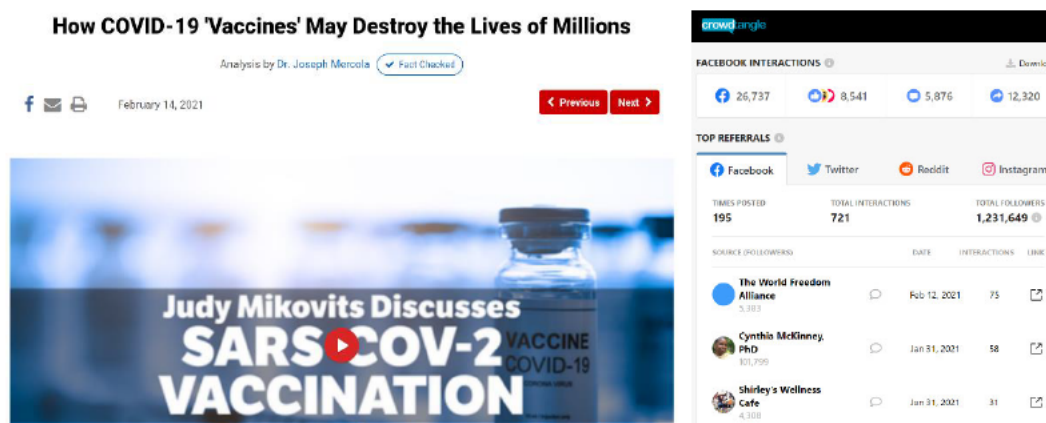 How COVID-19 'Vaccines' May Destroy the Lives of Millions
Analysis by Dr. Joseph Mercola Fact Checked
February 14, 2021
Previous Next
Judy Mikovits Discusses
SARS-COV-2
VACCINATION
VACCINE
COVID-19
CORONA VIRUS
crowdtangle
FACEBOOK INTERACTIONS
26,737 8,541 5,876 12,320
TOP REFERRALS
Facebook Twitter Reddit Instagram
TIMES POSTED TOTAL INTERACTIONS TOTAL FOLLOWERS
195 721 1,231,649
SOURCE (FOLLOWERS) DATE INTERACTIONS LINK
The World Freedom
Alliance Feb 12, 2021 75
5,303
Cynthia McKinney,
PhD Jan 31, 2021 58
101,799
Shirley's Wellness
Cafe Jan 31, 2021 31
4,308